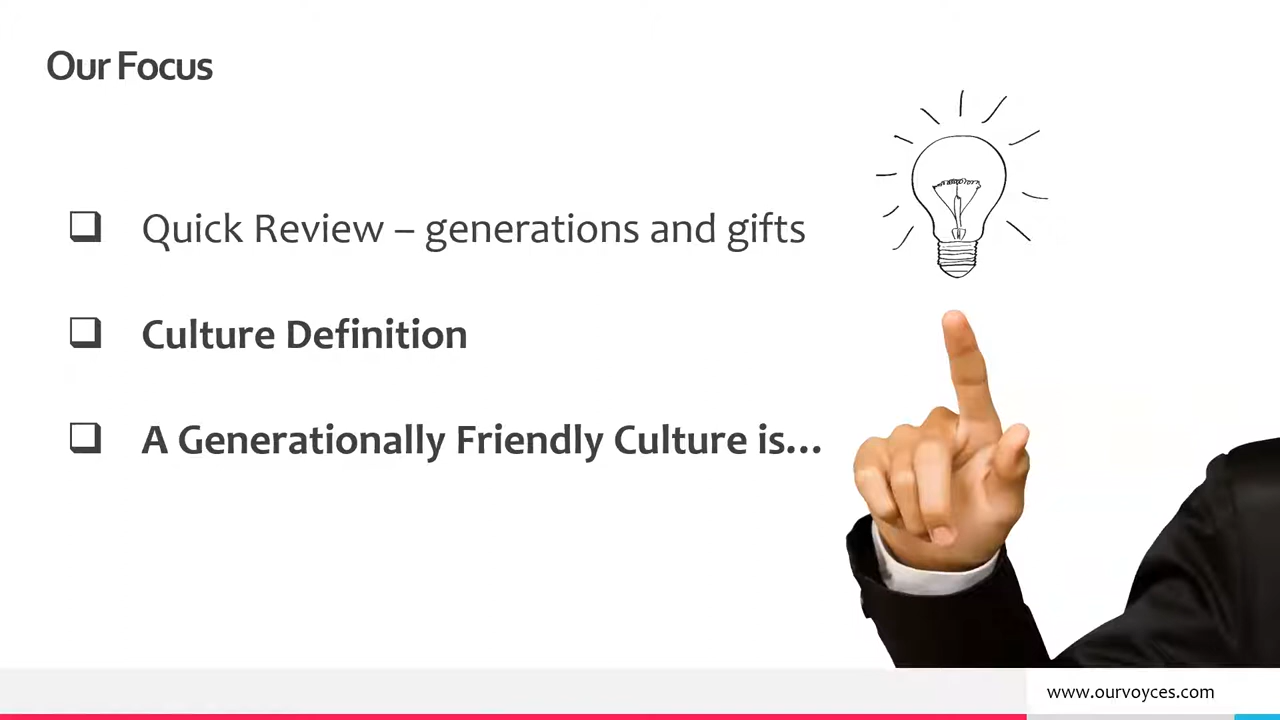 Our Focus
Quick Review – generations and gifts
Culture Definition
A Generationally Friendly Culture is...
www.ourvoyces.com